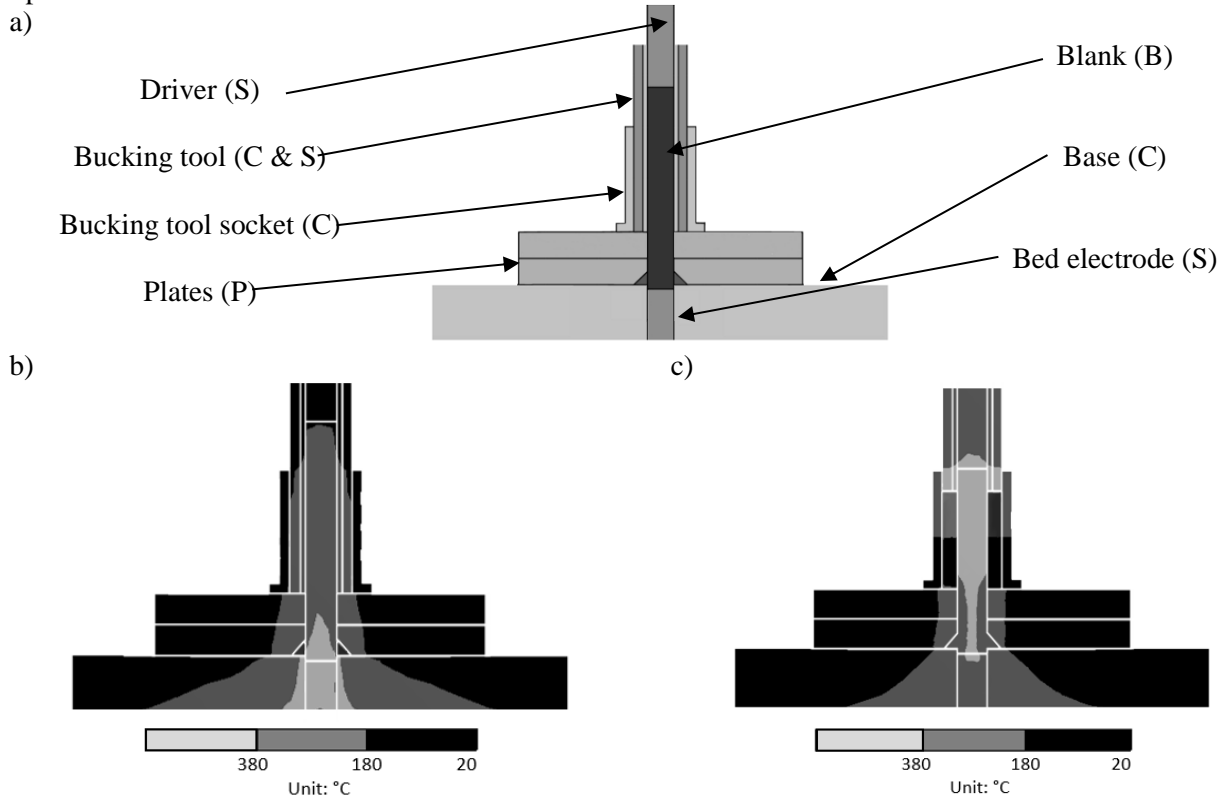 a)
Driver (S)
Blank (B)
Bucking tool (C & S)
Base (C)
Bucking tool socket (C)
Bed electrode (S)
Plates (P)
b)
c)
380 180 20
Unit: °C
380 180 20
Unit: °C